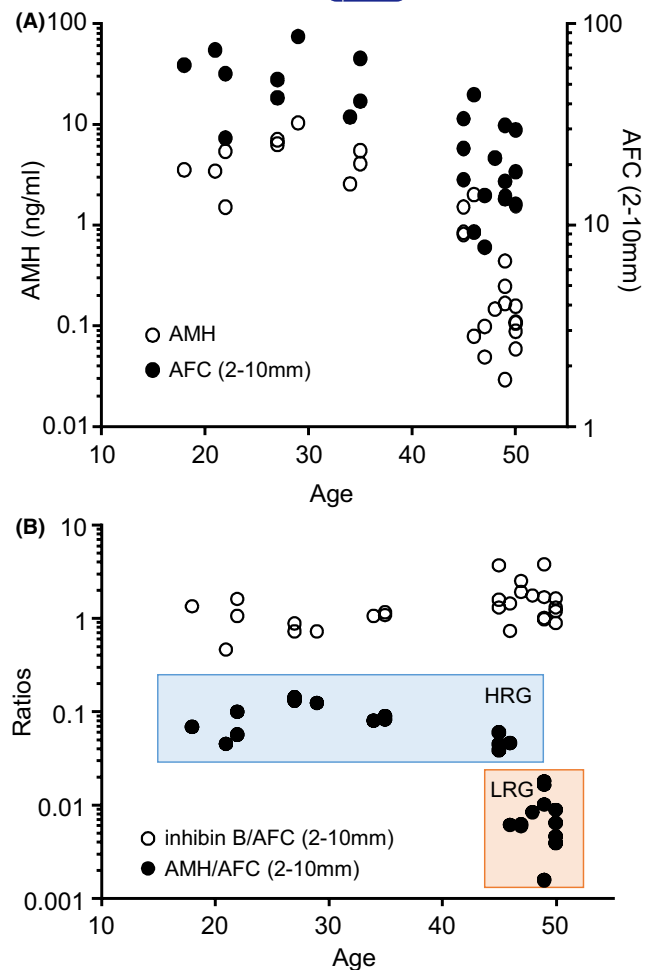 (A)
100
10
1
0.1
0.01
AMH (ng/ml)
100
10
1
AFC (2-10mm)
AMH
AFC (2-10mm)
10 20 30 40 50
Age
(B)
10
1
0.1
0.01
0.001
Ratios
HRG
LRG
inhibin B/AFC (2-10mm)
AMH/AFC (2-10mm)
10 20 30 40 50
Age